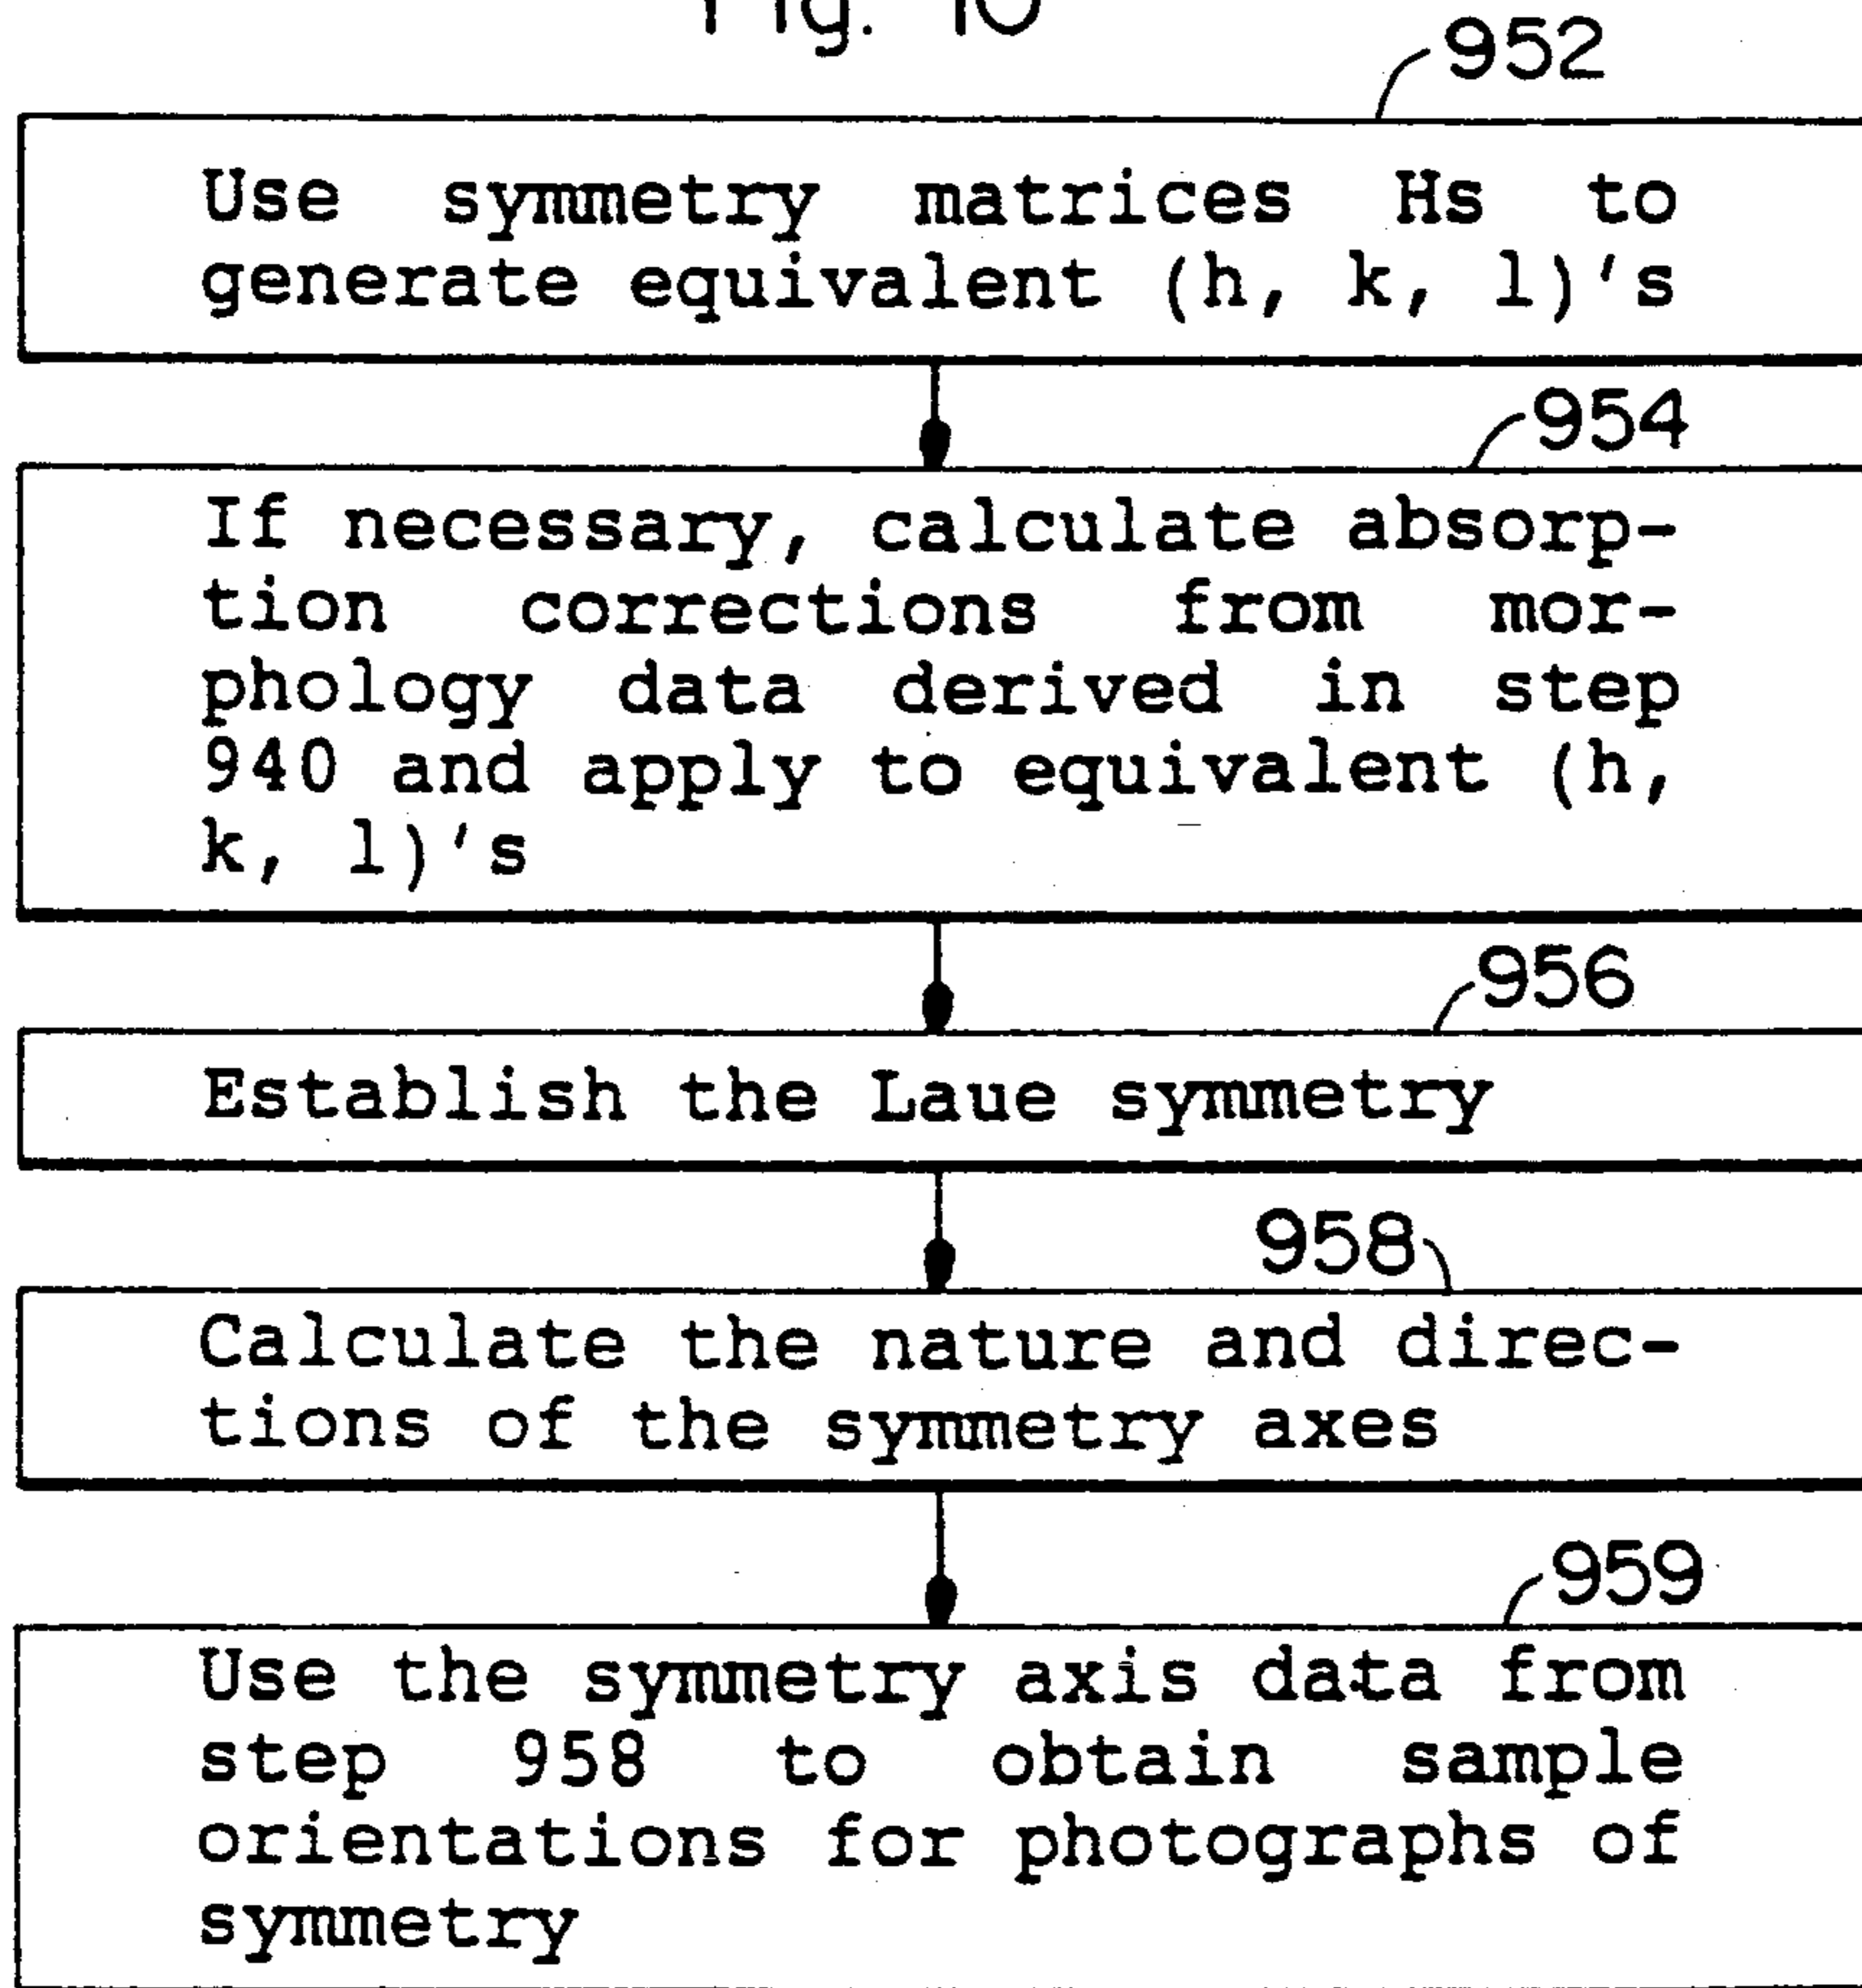 Fig. 10
952
Use symmetry matrices Hs to
generate equivalent (h, k, l)'s
954
If necessary, calculate absorp-
tion corrections from mor-
phology data derived in step
940 and apply to equivalent (h,
k, l)'s
956
Establish the Laue symmetry
958
Calculate the nature and direc-
tions of the symmetry axes
959
Use the symmetry axis data from
step 958 to obtain sample
orientations for photographs of
symmetry